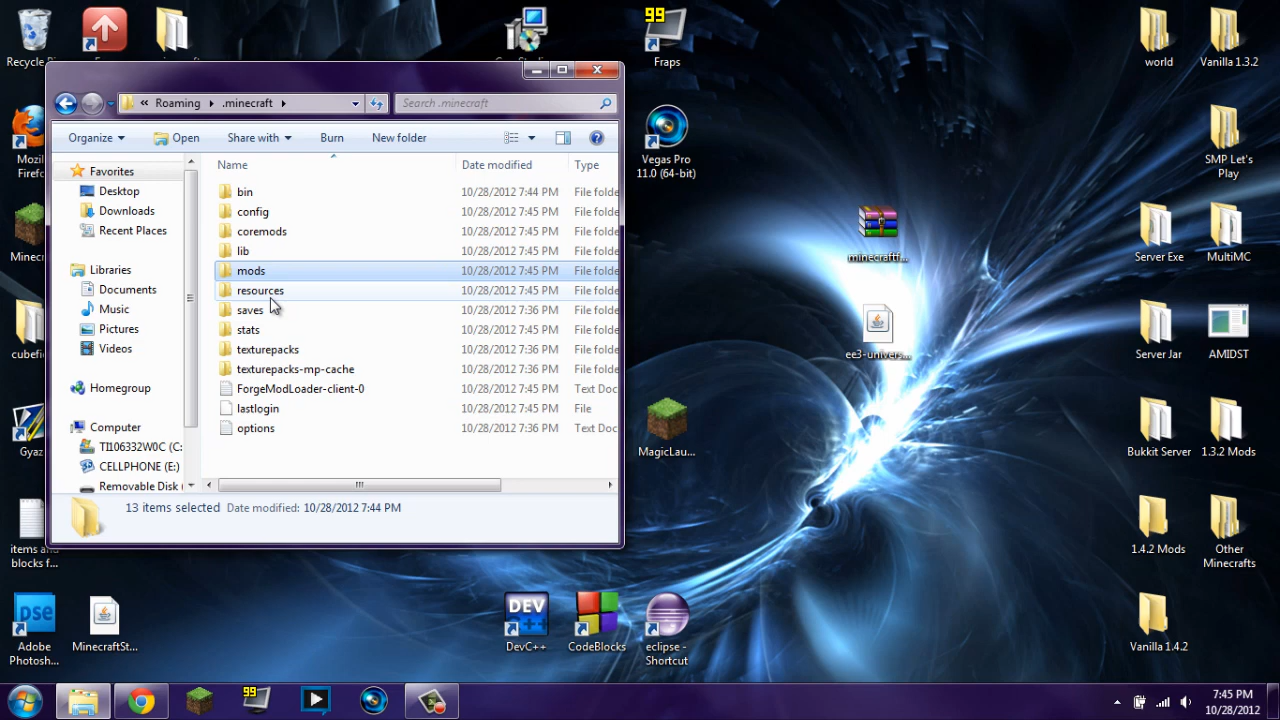 99
Recycle
Fraps
world
Vanilla 1.3.2
Roaming
.minecraft
Search .minecraft
Organize
Open
Share with
Burn
New folder
Name
Date modified
Type
Favorites
Desktop
Downloads
Recent Places
Libraries
Documents
Music
Pictures
Videos
Homegroup
Computer
TI106332W0C (C:
CELLPHONE (E:)
Removable Disk (
bin 10/28/2012 7:44 PM File folde
config 10/28/2012 7:45 PM File folde
coremods 10/28/2012 7:45 PM File folde
lib 10/28/2012 7:45 PM File folde
mods 10/28/2012 7:45 PM File folde
resources 10/28/2012 7:45 PM File folde
saves 10/28/2012 7:36 PM File folde
stats 10/28/2012 7:45 PM File folde
texturepacks 10/28/2012 7:36 PM File folde
texturepacks-mp-cache 10/28/2012 7:36 PM File folde
ForgeModLoader-client-0 10/28/2012 7:45 PM Text Doc
lastlogin 10/28/2012 7:45 PM File
options 10/28/2012 7:36 PM Text Doc
13 items selected Date modified: 10/28/2012 7:44 PM
Mozil
Firefo
Minecr
cubefi
Gyaz
items and
blocks f...
Adobe
Photosh...
MinecraftSt...
Vegas Pro
11.0 (64-bit)
minecraftf...
ee3-univers...
MagicLau...
DEV
C++
DevC++
CodeBlocks
eclipse -
Shortcut
pse
SMP Let's
Play
Server Exe
MultiMC
Server Jar
AMIDST
Bukkit Server
1.3.2 Mods
1.4.2 Mods
Other
Minecrafts
Vanilla 1.4.2
99
7:45 PM
10/28/2012